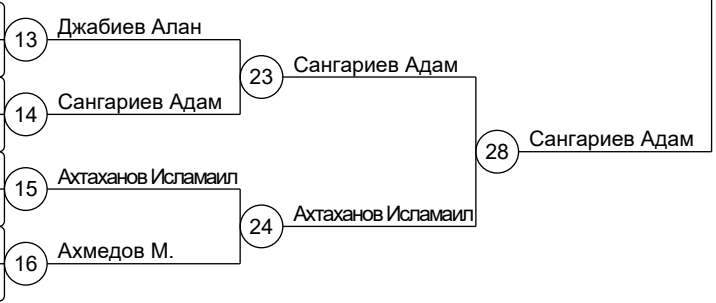 13
Джабиев Алан
23
Сангариев Адам
14
Сангариев Адам
28
Сангариев Адам
15
Ахтаханов Исламаил
24
Ахтаханов Исламаил
16
Ахмедов М.